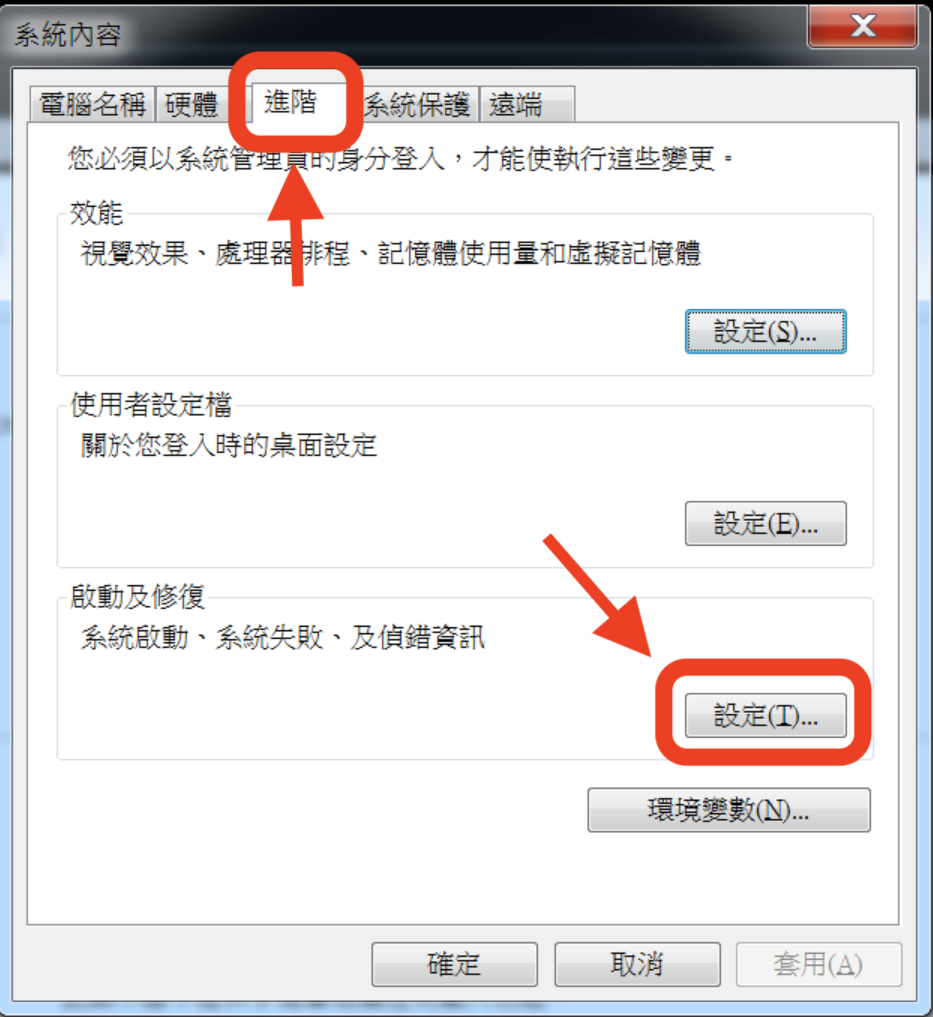 系統內容
電腦名稱 硬體 進階 系統保護 遠端
您必須以系統管理員的身分登入，才能使執行這些變更。
效能
視覺效果、處理器排程、記憶體使用量和虛擬記憶體
設定(S)...
使用者設定檔
關於您登入時的桌面設定
設定(E)...
啟動及修復
系統啟動、系統失敗、及偵錯資訊
設定(T)...
環境變數(N)...
確定 取消 套用(A)